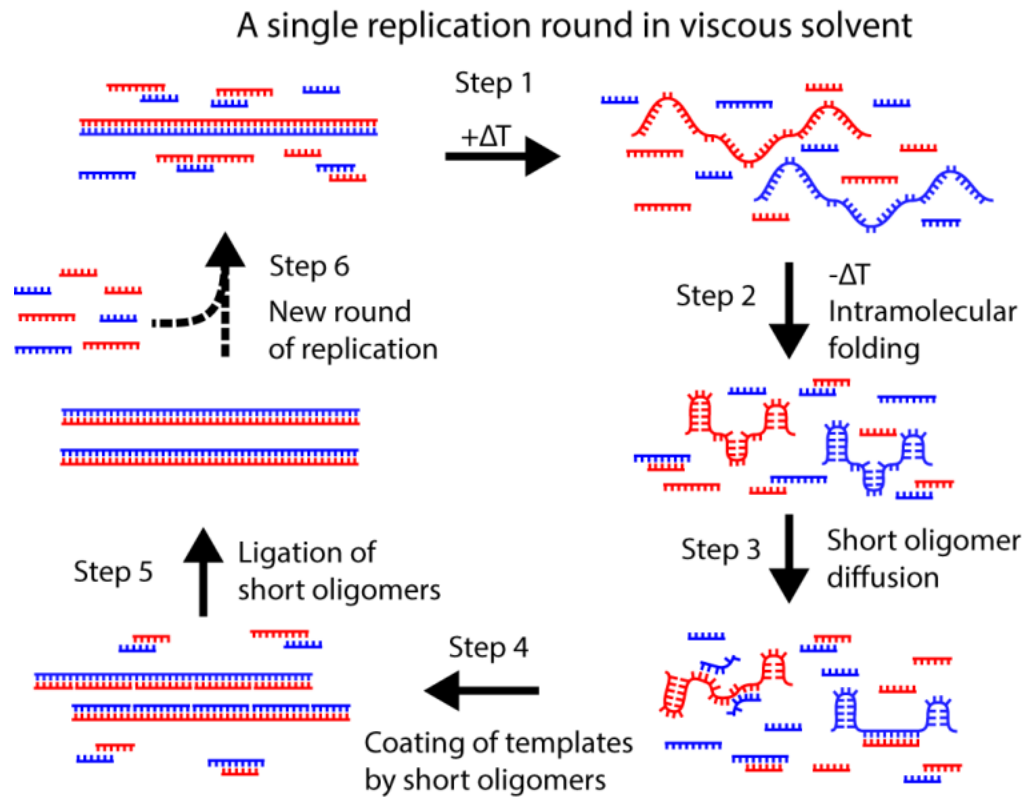 A single replication round in viscous solvent
Step 1
+ΔT
Step 2
-ΔT
Intramolecular
folding
Step 3
Short oligomer
diffusion
Step 4
Coating of templates
by short oligomers
Step 5
Ligation of
short oligomers
Step 6
New round
of replication